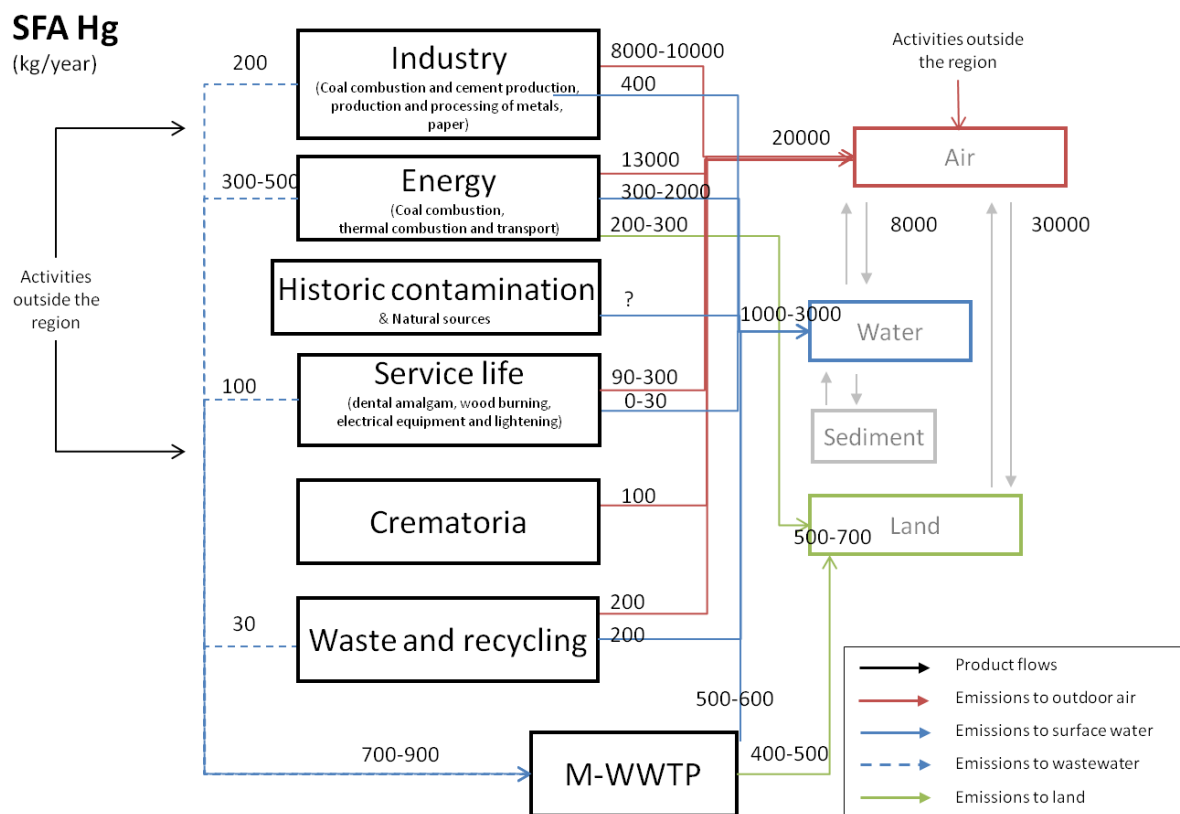 SFA Hg
(kg/year)
Activities outside
the region
200
Industry
(Coal combustion and cement production,
production and processing of metals,
paper)
8000-10000
400
20000
Air
300-500
Energy
(Coal combustion,
thermal combustion and transport)
13000
300-2000
200-300
8000
30000
Activities
outside the
region
Historic contamination
& Natural sources
?
1000-3000
Water
100
Service life
(dental amalgam, wood burning,
electrical equipment and lightening)
90-300
0-30
Sediment
Crematoria
100
Land
500-700
30
Waste and recycling
200
200
500-600
700-900
M-WWTP
400-500
Product flows
Emissions to outdoor air
Emissions to surface water
Emissions to wastewater
Emissions to land